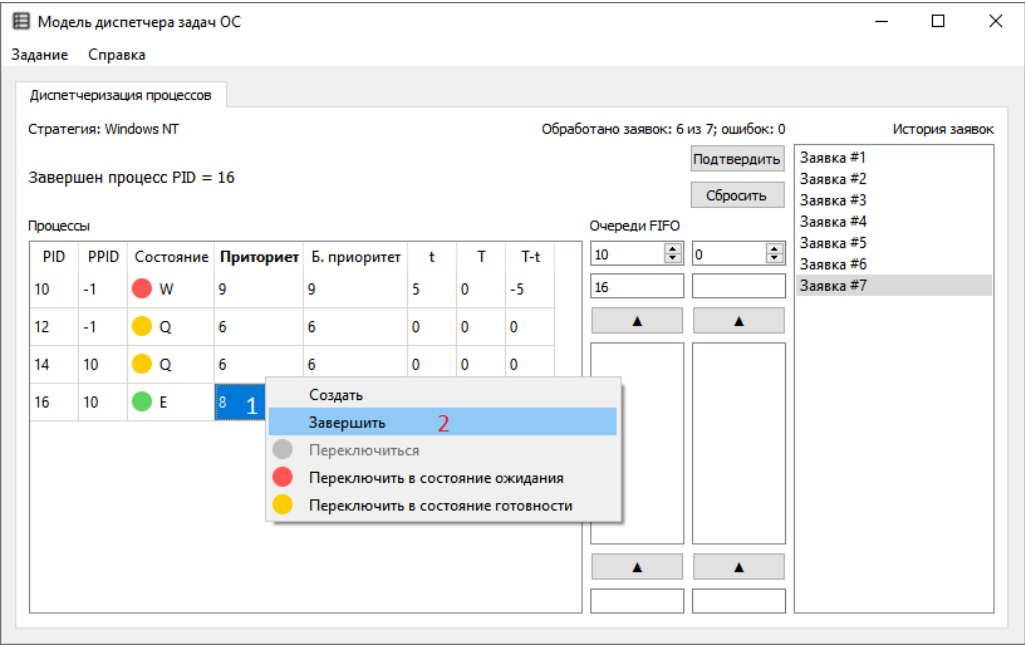 Модель диспетчера задач ОС
Задание Справка
Диспетчеризация процессов
Стратегия: Windows NT
Обработано заявок: 6 из 7; ошибок: 0
История заявок
Завершен процесс PID = 16
Подтвердить
Сбросить
Заявка #1
Заявка #2
Заявка #3
Заявка #4
Заявка #5
Заявка #6
Заявка #7
Процессы
PID PPID Состояние Приториет Б. приоритет t T T-t
10 -1 W 9 9 5 0 -5
12 -1 Q 6 6 0 0 0
14 10 Q 6 6 0 0 0
16 10 E 8 1
Очереди FIFO
10 0
16
Создать
Завершить 2
Переключиться
Переключить в состояние ожидания
Переключить в состояние готовности